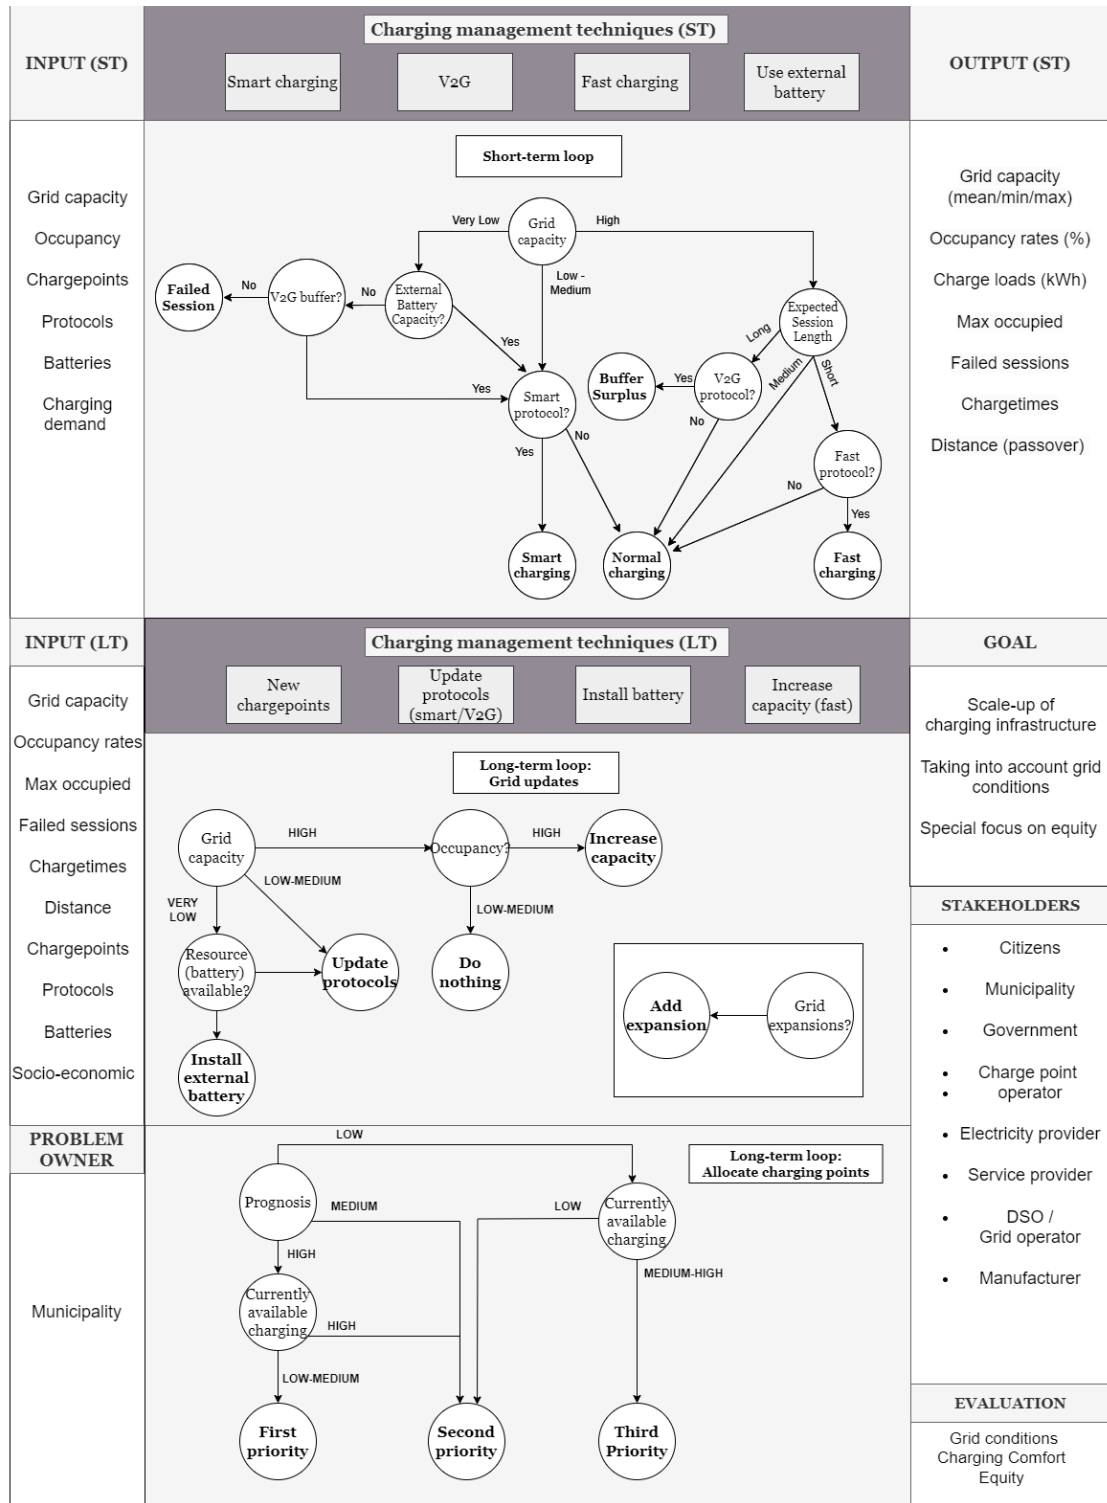 INPUT (ST)
Charging management techniques (ST)
Smart charging
V2G
Fast charging
Use external
battery
OUTPUT (ST)
Grid capacity
Occupancy
Chargepoints
Protocols
Batteries
Charging
demand
Short-term loop
Very Low
Grid
capacity
High
Low -
Medium
Failed
Session
No
V2G buffer?
No
External
Battery
Capacity?
Yes
Expected
Session
Length
Long
Medium
Short
Buffer
Surplus
Yes
V2G
protocol?
Yes
Smart
protocol?
No
No
Yes
Fast
protocol?
No
Yes
Smart
charging
Normal
charging
Fast
charging
Grid capacity
(mean/min/max)
Occupancy rates (%)
Charge loads (kWh)
Max occupied
Failed sessions
Chargetimes
Distance (passover)
INPUT (LT)
Charging management techniques (LT)
New
chargepoints
Update
protocols
(smart/V2G)
Install battery
Increase
capacity (fast)
GOAL
Grid capacity
Occupancy rates
Max occupied
Failed sessions
Chargetimes
Distance
Chargepoints
Protocols
Batteries
Socio-economic
Long-term loop:
Grid updates
Grid
capacity
HIGH
Occupancy?
HIGH
Increase
capacity
LOW-MEDIUM
VERY
LOW
LOW-MEDIUM
Resource
(battery)
available?
Update
protocols
Do
nothing
Add
expansion
Grid
expansions?
Install
external
battery
Scale-up of
charging infrastructure
Taking into account grid
conditions
Special focus on equity
STAKEHOLDERS
• Citizens
• Municipality
• Government
• Charge point
• operator
• Electricity provider
• Service provider
• DSO /
Grid operator
• Manufacturer
PROBLEM
OWNER
Municipality
LOW
Long-term loop:
Allocate charging points
Prognosis
MEDIUM
LOW
Currently
available
charging
HIGH
MEDIUM-HIGH
Currently
available
charging
HIGH
LOW-MEDIUM
First
priority
Second
priority
Third
Priority
EVALUATION
Grid conditions
Charging Comfort
Equity